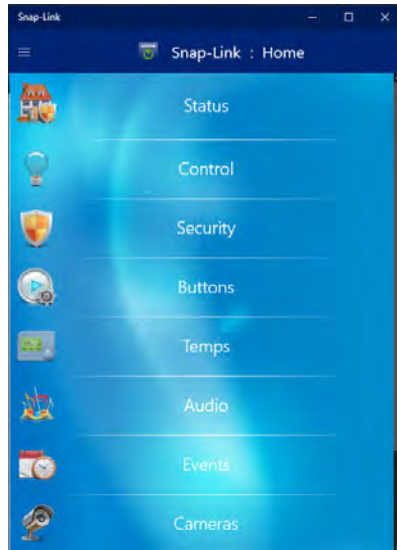 Snap-Link
Snap-Link : Home
Status
Control
Security
Buttons
Temps
Audio
Events
Cameras